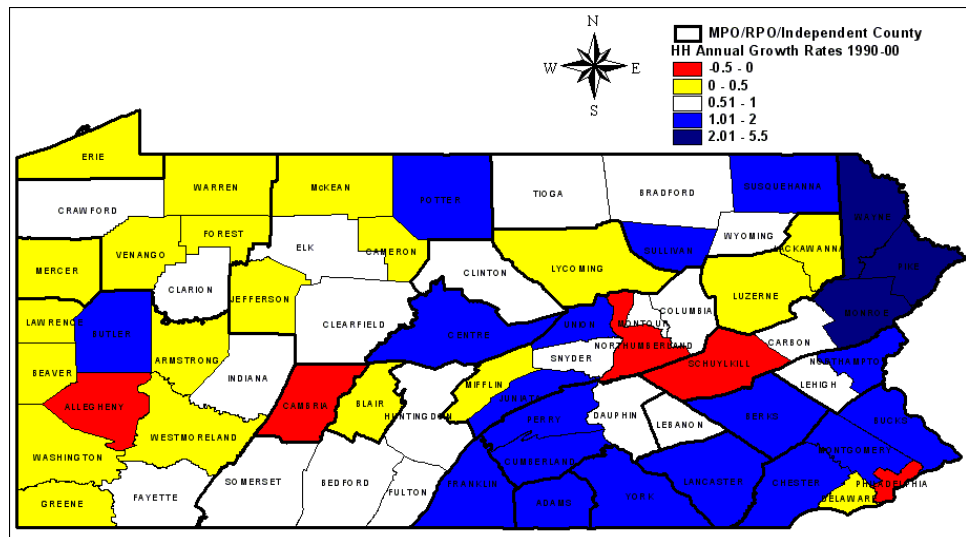 N
MPO/RPO/Independent County
HH Annual Growth Rates 1990-00
W E
-0.5 - 0
0 - 0.5
S
0.51 - 1
1.01 - 2
2.01 - 5.5
ERIE
WARREN
McKEAN
POTTER
TIOGA
BRADFORD
SUSQUEHANNA
WAYNE
CRAWFORD
FOREST
ELK
CAMERON
SULLIVAN
WYOMING
LACKAWANNA
PIKE
VENANGO
MERCER
CLINTON
LYCOMING
CLARION
JEFFERSON
LUZERNE
COLUMBIA
MONROE
LAWRENCE
BUTLER
CLEARFIELD
CENTER
UNION
MONTOUR
NORTHUMBERLAND
CARBON
ARMSTRONG
SNYDER
SCHUYLKILL
NORTHAMPTON
BEAVER
INDIANA
MIFFLIN
LEHIGH
ALLEGHENY
CAMBRIA
BLAIR
HUNTINGDON
JUNIATA
DAUPHIN
LEBANON
BERKS
BUCKS
PERRY
WESTMORELAND
WASHINGTON
CUMBERLAND
MONTGOMERY
GREENE
FAYETTE
SOMERSET
BEDFORD
FULTON
FRANKLIN
ADAMS
YORK
LANCASTER
CHESTER
DELAWARE
PHILADELPHIA